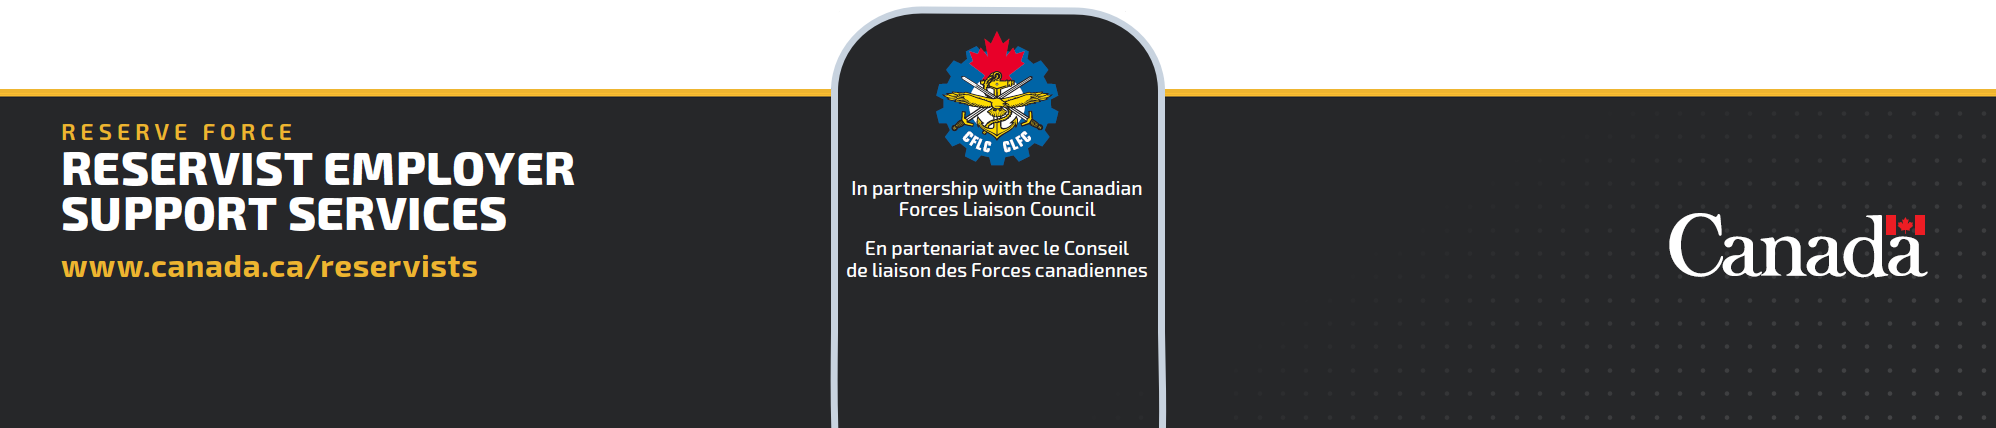 RESERVE FORCE
RESERVIST EMPLOYER
SUPPORT SERVICES
www.canada.ca/reservists
CFLC CLFC
In partnership with the Canadian
Forces Liaison Council
En partenariat avec le Conseil
de liaison des Forces canadiennes
Canada